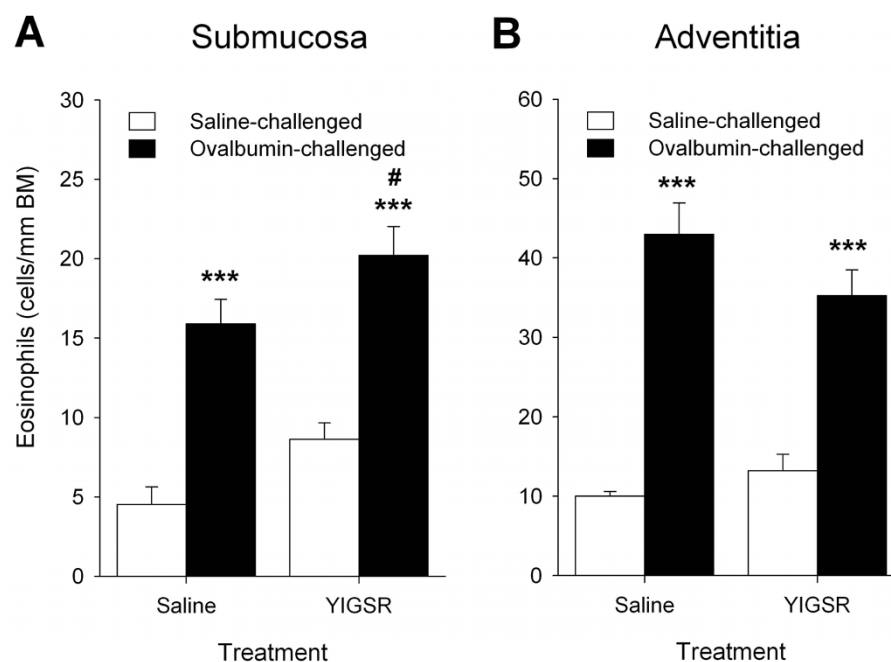 A Submucosa
Eosinophils (cells/mm BM)
30
25
20
15
10
5
0
Saline-challenged
Ovalbumin-challenged
***
#
***
Saline YIGSR
Treatment
B Adventitia
60
50
40
30
20
10
0
Saline-challenged
Ovalbumin-challenged
***
***
Saline YIGSR
Treatment